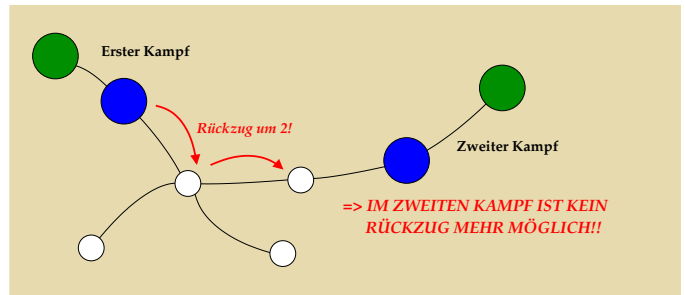 Erster Kampf
Rückzug um 2!
Zweiter Kampf
=> IM ZWEITEN KAMPF IST KEIN
RÜCKZUG MEHR MÖGLICH!!